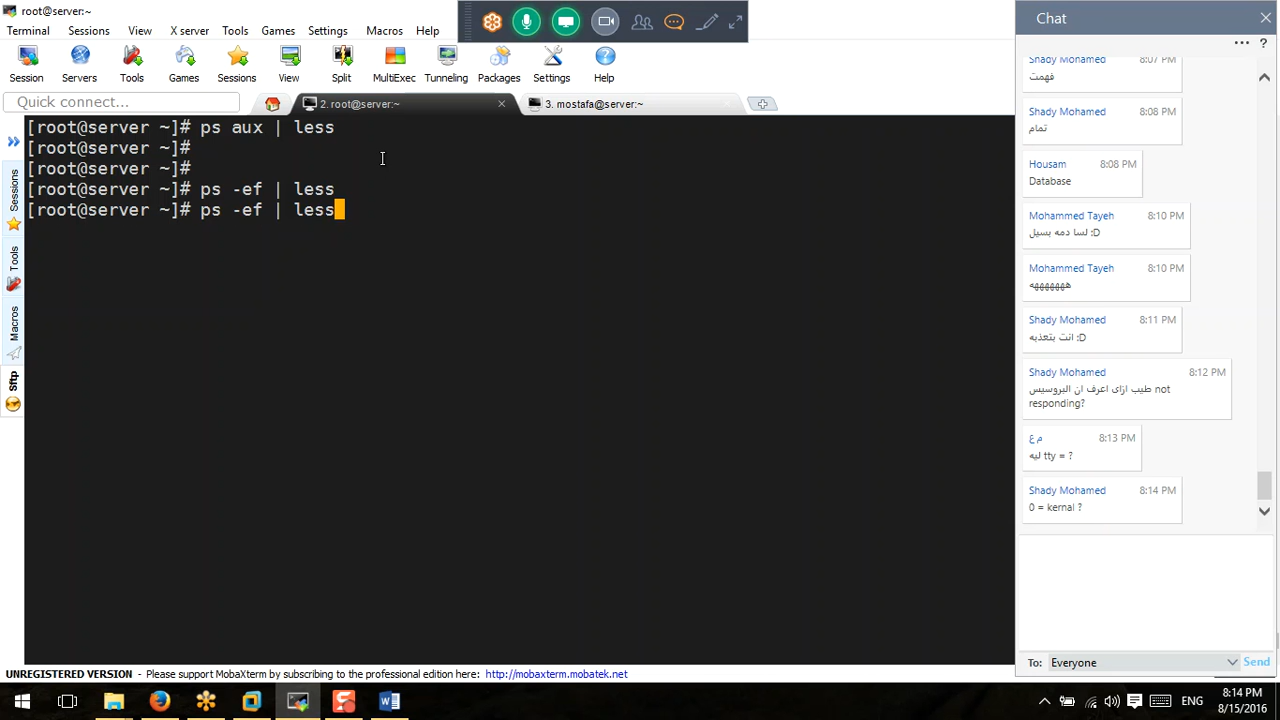 root@server:~
Terminal Sessions View X server Tools Games Settings Macros Help
Session Servers Tools Games Sessions View Split MultiExec Tunneling Packages Settings Help
Quick connect...
2. root@server:~
3. mostafa@server:~
Sessions
Tools
Macros
Sftp
[root@server ~]# ps aux | less
[root@server ~]#
[root@server ~]#
[root@server ~]# ps -ef | less
[root@server ~]# ps -ef | less
Chat
Shady Mohamed 8:07 PM
فهمت
Shady Mohamed 8:08 PM
تمام
Housam 8:08 PM
Database
Mohammed Tayeh 8:10 PM
لسا دمه بسيل :D
Mohammed Tayeh 8:10 PM
هههههههه
Shady Mohamed 8:11 PM
انت بتعذبه :D
Shady Mohamed 8:12 PM
طيب ازاى اعرف ان البروسيس not
responding?
م ع 8:13 PM
ليه tty = ?
Shady Mohamed 8:14 PM
0 = kernal ?
To: Everyone Send
UNREGISTERED VERSION - Please support MobaXterm by subscribing to the professional edition here: http://mobaxterm.mobatek.net
ENG
8:14 PM
8/15/2016